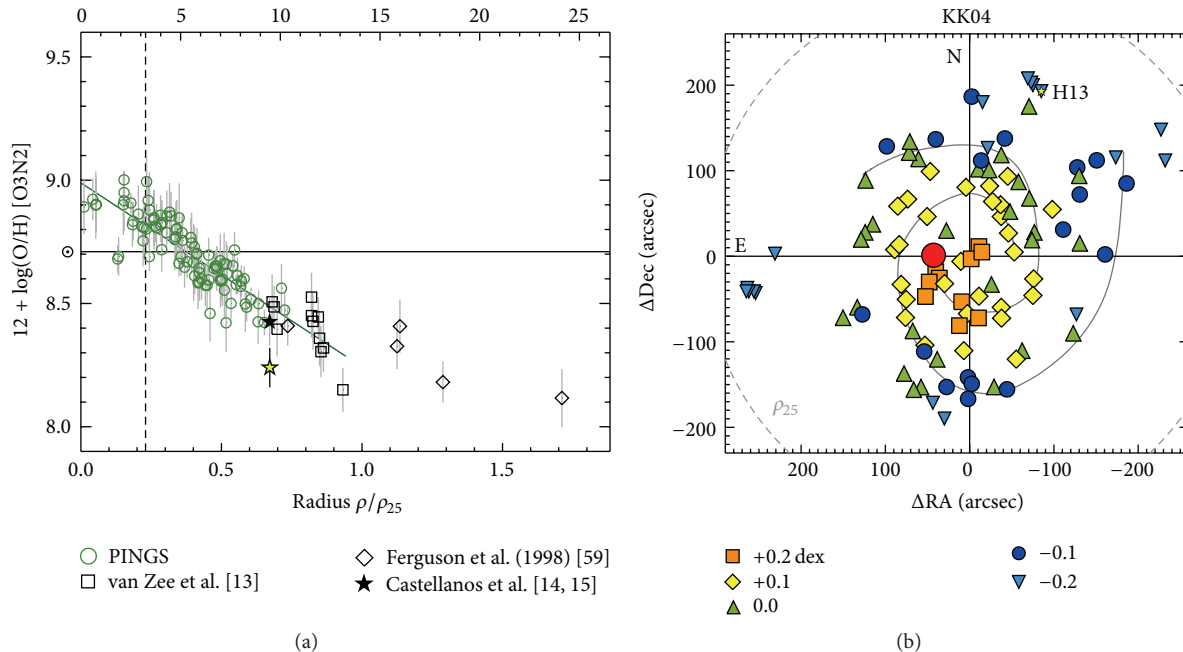 0 5 10 15 20 25
12 + log(O/H) [O3N2]
9.5
9.0
8.5
8.0
0.0 0.5 1.0 1.5
Radius ρ/ρ25
PINGS
van Zee et al. [13]
Ferguson et al. (1998) [59]
Castellanos et al. [14, 15]
(a)
KK04
N
E
H13
ρ25
ΔDec (arcsec)
200
100
0
−100
−200
200 100 0 −100 −200
ΔRA (arcsec)
+0.2 dex
+0.1
0.0
−0.1
−0.2
(b)